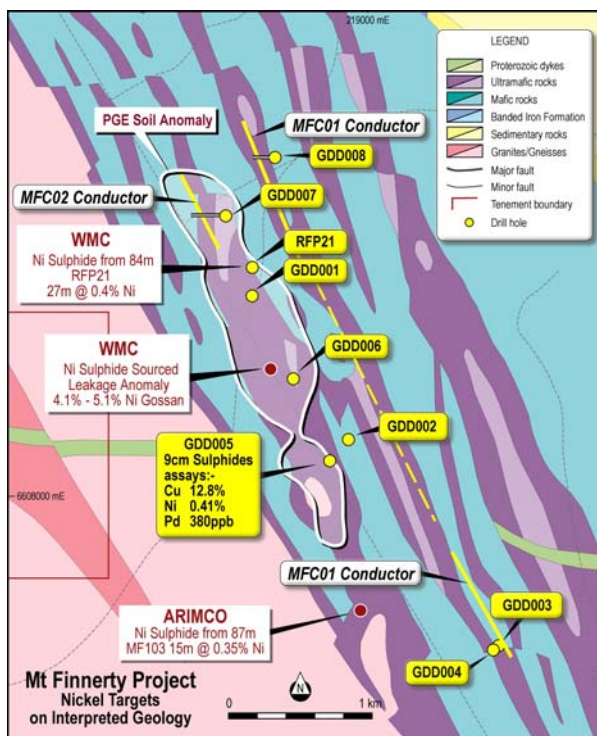 219000 mE
LEGEND
Proterozoic dykes
Ultramafic rocks
Mafic rocks
Banded Iron Formation
Sedimentary rocks
Granites/Gneisses
Major fault
Minor fault
Tenement boundary
Drill hole
PGE Soil Anomaly
MFC01 Conductor
GDD008
MFC02 Conductor
GDD007
WMC
Ni Sulphide from 84m
RFP21
27m @ 0.4% Ni
RFP21
GDD001
WMC
Ni Sulphide Sourced
Leakage Anomaly
4.1% - 5.1% Ni Gossan
GDD006
GDD002
GDD005
9cm Sulphides
assays:-
Cu 12.8%
Ni 0.41%
Pd 380ppb
6608000 mE
MFC01 Conductor
GDD003
ARIMCO
Ni Sulphide from 87m
MF103 15m @ 0.35% Ni
GDD004
Mt Finnerty Project
Nickel Targets
on Interpreted Geology
N
0 1 km